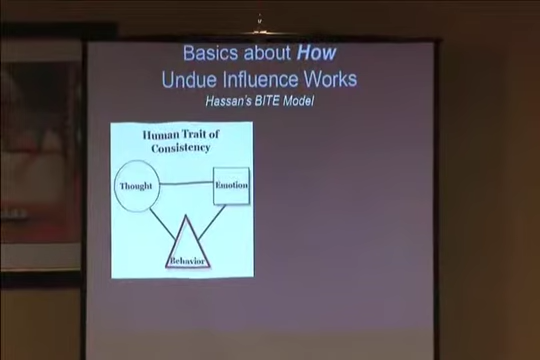 Basics about How
Undue Influence Works
Hassan's BITE Model
Human Trait of
Consistency
Thought
Emotion
Behavior